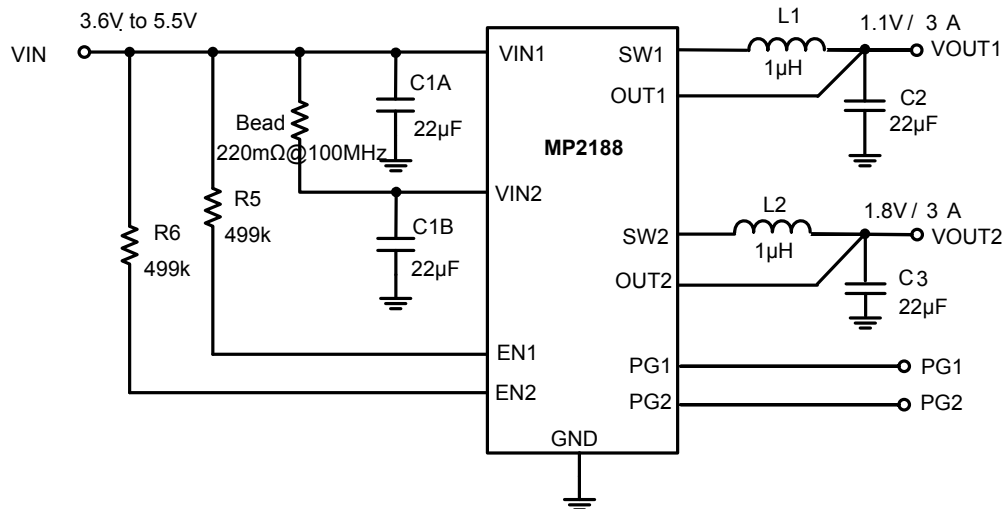 3.6V to 5.5V
VIN
VIN1
SW1
L1
1µH
1.1V / 3 A
VOUT1
OUT1
C1A
22µF
C2
22µF
Bead
220mΩ@100MHz
MP2188
VIN2
R5
499k
C1B
22µF
R6
499k
L2
1µH
1.8V / 3 A
SW2
VOUT2
OUT2
C3
22µF
EN1
EN2
PG1
PG1
PG2
PG2
GND